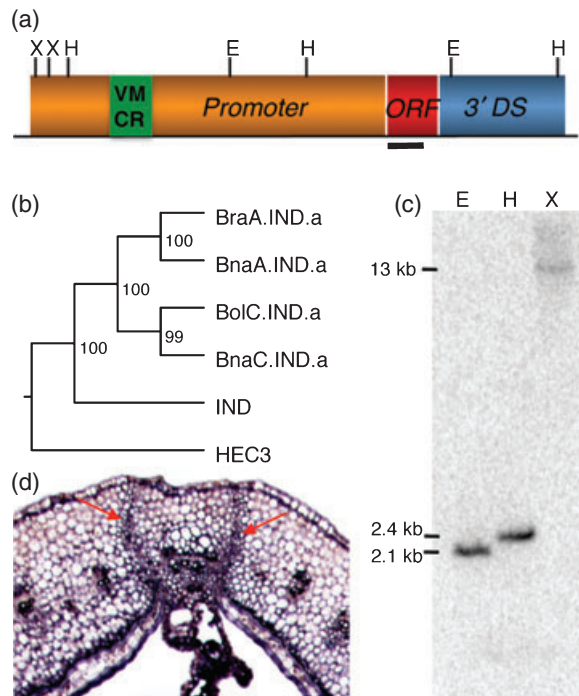 (a)
X X H E H E H
VM
CR
Promoter
ORF
3′ DS
(b)
BraA.IND.a
100
BnaA.IND.a
100
BolC.IND.a
99
100
BnaC.IND.a
IND
HEC3
(c)
E H X
13 kb
2.4 kb
2.1 kb
(d)